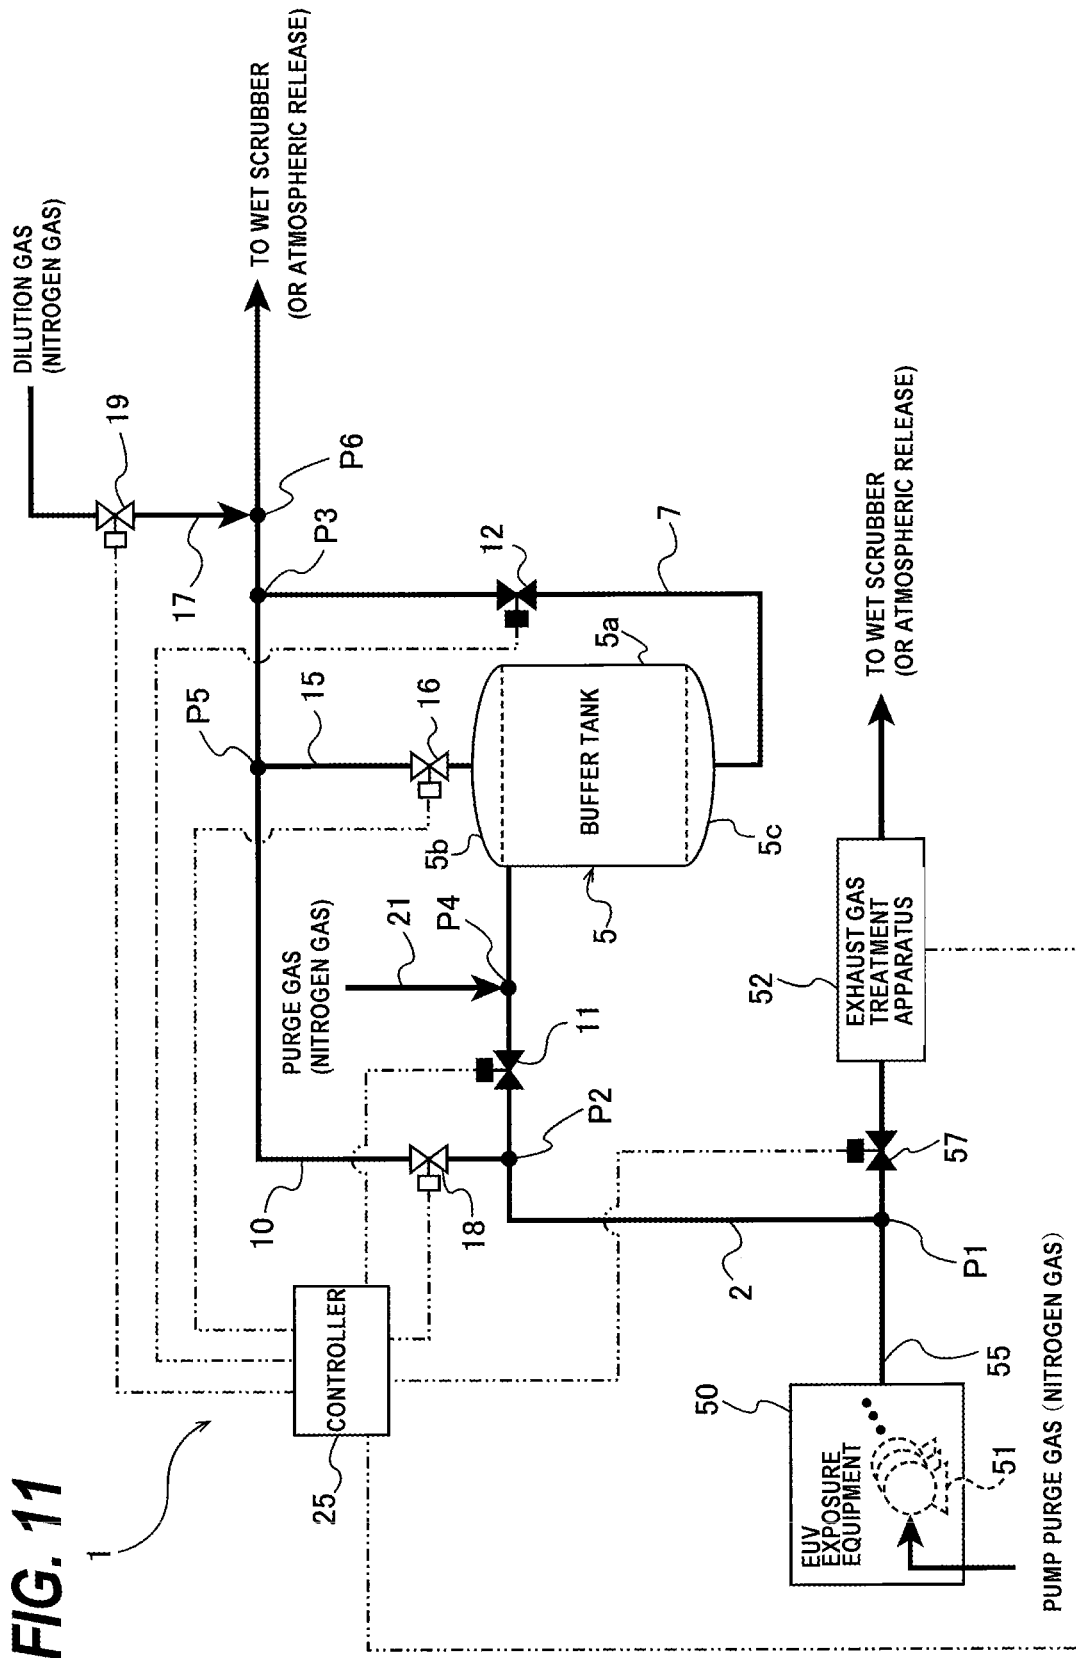 FIG. 11
1
DILUTION GAS
(NITROGEN GAS)
19
17
P6
TO WET SCRUBBER
(OR ATMOSPHERIC RELEASE)
P3
P5
15
16
12
7
5a
BUFFER TANK
5b
5c
5
PURGE GAS
(NITROGEN GAS)
21
P4
11
P2
10
18
CONTROLLER
25
2
P1
57
52
EXHAUST GAS
TREATMENT
APPARATUS
TO WET SCRUBBER
(OR ATMOSPHERIC RELEASE)
50
55
EUV
EXPOSURE
EQUIPMENT
51
PUMP PURGE GAS (NITROGEN GAS)